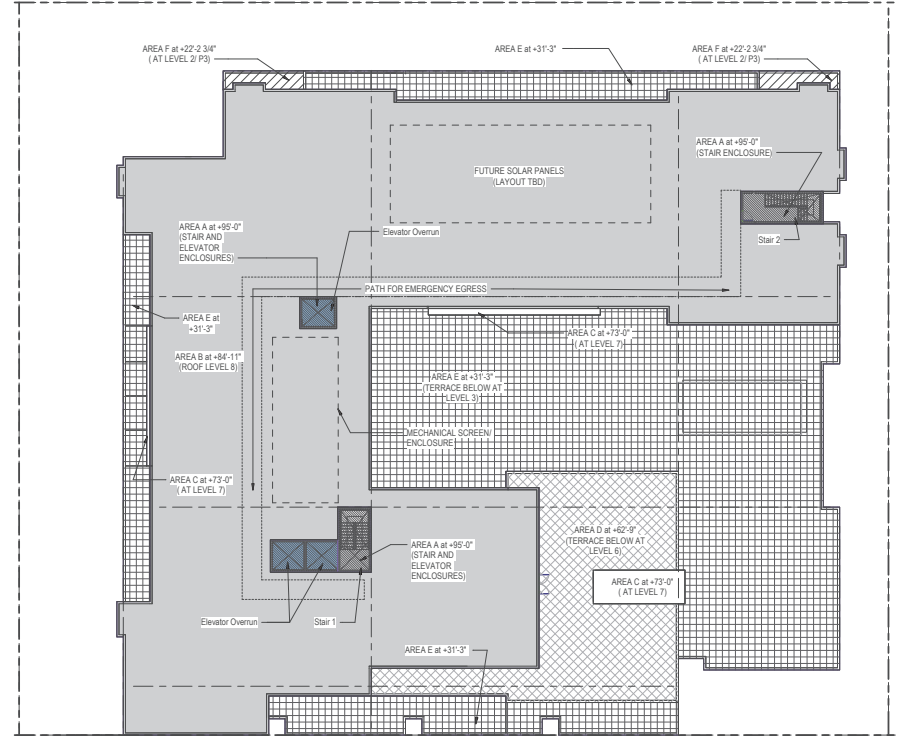 AREA F at +22'-2 3/4"
( AT LEVEL 2/ P3)
AREA E at +31'-3"
AREA F at +22'-2 3/4"
( AT LEVEL 2/ P3)
AREA A at +95'-0"
(STAIR ENCLOSURE)
FUTURE SOLAR PANELS
(LAYOUT TBD)
AREA A at +95'-0"
(STAIR AND
ELEVATOR
ENCLOSURES)
Elevator Overrun
Stair 2
PATH FOR EMERGENCY EGRESS
AREA E at
+31'-3"
AREA C at +73'-0"
( AT LEVEL 7)
AREA B at +84'-11"
(ROOF LEVEL 8)
AREA E at +31'-3"
(TERRACE BELOW AT
LEVEL 3)
MECHANICAL SCREEN/
ENCLOSURE
AREA C at +73'-0"
( AT LEVEL 7)
AREA D at +62'-9"
(TERRACE BELOW AT
LEVEL 6)
AREA A at +95'-0"
(STAIR AND
ELEVATOR
ENCLOSURES)
AREA C at +73'-0"
( AT LEVEL 7)
Elevator Overrun
Stair 1
AREA E at +31'-3"